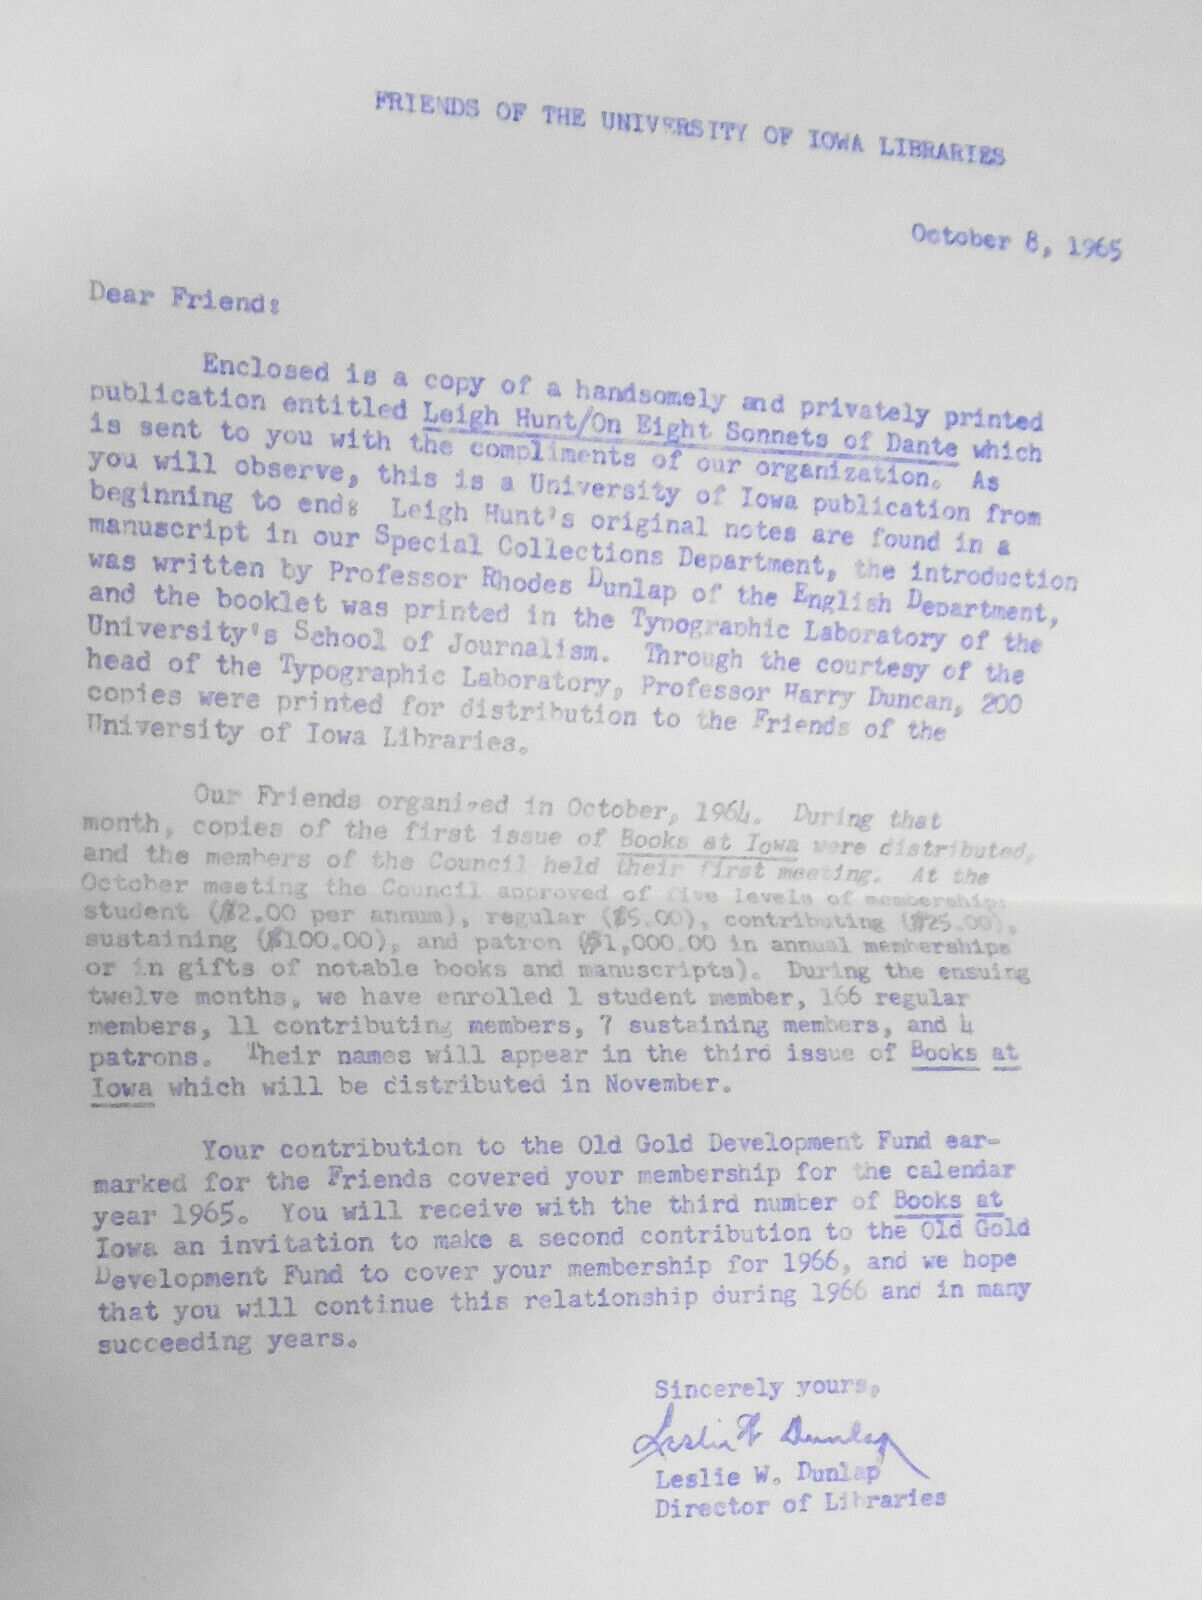 FRIENDS OF THE UNIVERSITY OF IOWA LIBRARIES
October 8, 1965
Dear Friend:
Enclosed is a copy of a handsomely and privately printed
publication entitled Leigh Hunt/On Eight Sonnets of Dante which
is sent to you with the compliments of our organization. As
you will observe, this is a University of Iowa publication from
beginning to end: Leigh Hunt's original notes are found in a
manuscript in our Special Collections Department, the introduction
was written by Professor Rhodes Dunlap of the English Department,
and the booklet was printed in the Typographic Laboratory of the
University's School of Journalism. Through the courtesy of the
head of the Typographic Laboratory, Professor Harry Duncan, 200
copies were printed for distribution to the Friends of the
University of Iowa Libraries.
Our Friends organized in October, 1964. During that
month, copies of the first issue of Books at Iowa were distributed,
and the members of the Council held their first meeting. At the
October meeting the Council approved of five levels of membership:
student ($2.00 per annum), regular ($5.00), contributing ($25.00),
sustaining ($100.00), and patron ($1,000.00 in annual memberships
or in gifts of notable books and manuscripts). During the ensuing
twelve months, we have enrolled 1 student member, 166 regular
members, 11 contributing members, 7 sustaining members, and 4
patrons. Their names will appear in the third issue of Books at
Iowa which will be distributed in November.
Your contribution to the Old Gold Development Fund ear-
marked for the Friends covered your membership for the calendar
year 1965. You will receive with the third number of Books at
Iowa an invitation to make a second contribution to the Old Gold
Development Fund to cover your membership for 1966, and we hope
that you will continue this relationship during 1966 and in many
succeeding years.
Sincerely yours,
Leslie W Dunlap
Leslie W. Dunlap
Director of Libraries